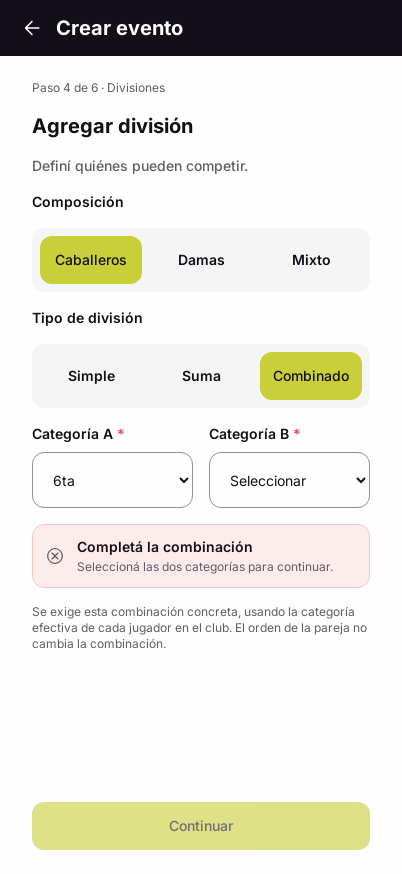 Crear evento
Paso 4 de 6 · Divisiones
Agregar división
Definí quiénes pueden competir.
Composición
Caballeros Damas Mixto
Tipo de división
Simple Suma Combinado
Categoría A * Categoría B *
6ta Seleccionar
Completá la combinación
Seleccioná las dos categorías para continuar.
Se exige esta combinación concreta, usando la categoría
efectiva de cada jugador en el club. El orden de la pareja no
cambia la combinación.
Continuar